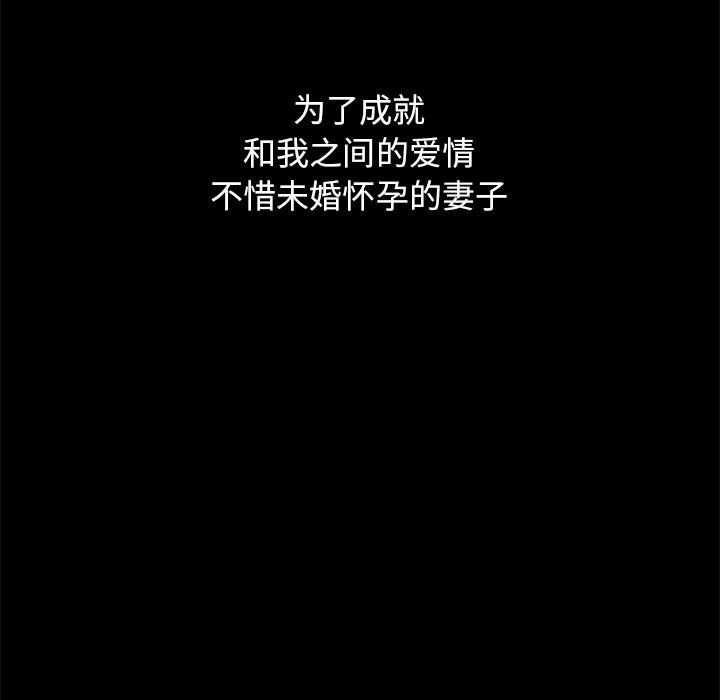 为了成就
和我之间的爱情
不惜未婚怀孕的妻子